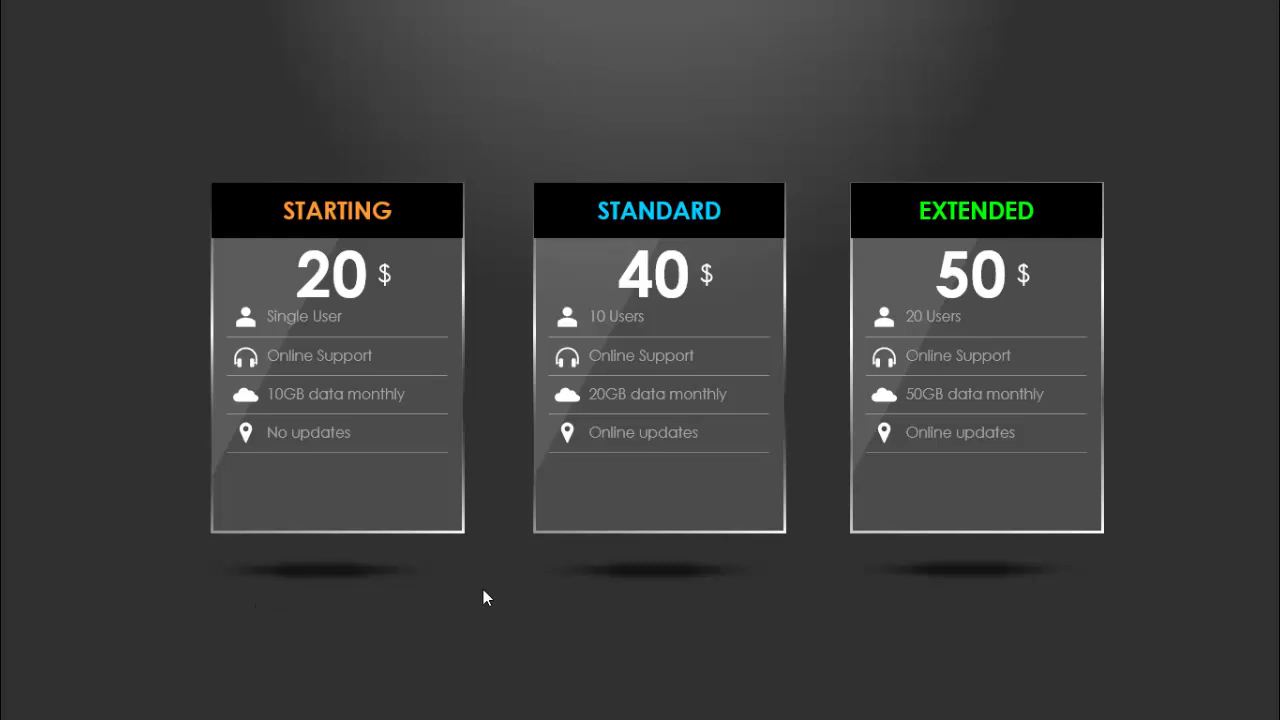 STARTING
20 $
Single User
Online Support
10GB data monthly
No updates
STANDARD
40 $
10 Users
Online Support
20GB data monthly
Online updates
EXTENDED
50 $
20 Users
Online Support
50GB data monthly
Online updates